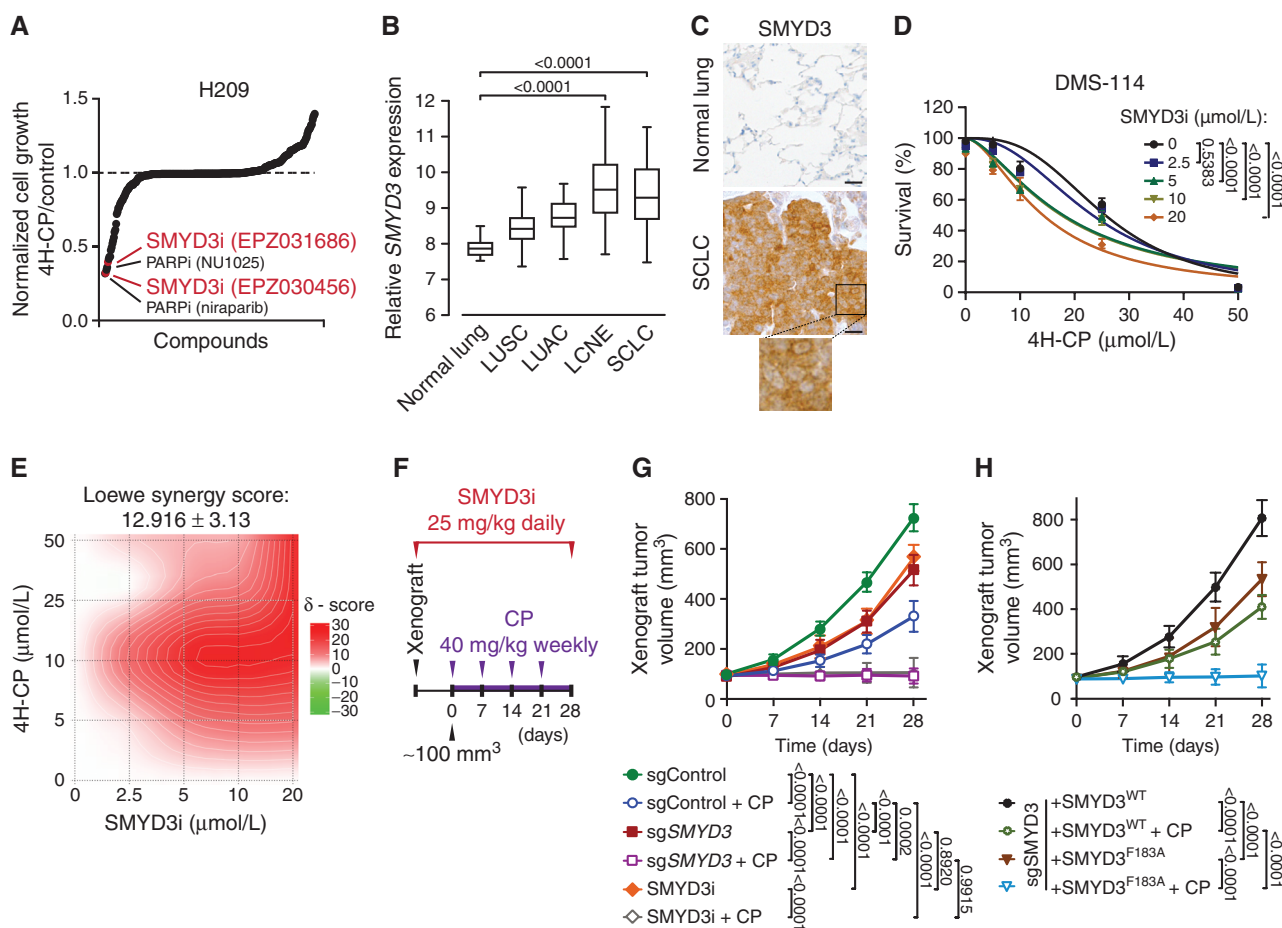 A
H209
Normalized cell growth
4H-CP/control
1.5
1.0
0.5
0.0
SMYD3i (EPZ031686)
PARPi (NU1025)
SMYD3i (EPZ030456)
PARPi (niraparib)
Compounds
B
<0.0001
<0.0001
Relative SMYD3 expression
12
11
10
9
8
7
6
Normal lung
LUSC
LUAC
LCNE
SCLC
C
SMYD3
Normal lung
SCLC
D
DMS-114
Survival (%)
120
100
80
60
40
20
0
0 10 20 30 40 50
4H-CP (μmol/L)
SMYD3i (μmol/L):
0
2.5
5
10
20
0.5383
<0.0001
<0.0001
<0.0001
E
Loewe synergy score:
12.916 ± 3.13
4H-CP (μmol/L)
50
25
10
5
0
0 2.5 5 10 20
SMYD3i (μmol/L)
δ - score
30
20
10
0
−10
−20
−30
F
SMYD3i
25 mg/kg daily
Xenograft
CP
40 mg/kg weekly
0 7 14 21 28
(days)
~100 mm³
G
Xenograft tumor
volume (mm³)
800
600
400
200
0
0 7 14 21 28
Time (days)
sgControl
sgControl + CP
sgSMYD3
sgSMYD3 + CP
SMYD3i
SMYD3i + CP
<0.0001
<0.0001
<0.0001
<0.0001
<0.0001
<0.0001
<0.0001
<0.0001
0.0002
<0.0001
0.8920
0.9915
H
Xenograft tumor
volume (mm³)
800
600
400
200
0
0 7 14 21 28
Time (days)
sgSMYD3
+SMYD3ᵂᵀ
+SMYD3ᵂᵀ + CP
+SMYD3F183A
+SMYD3F183A + CP
<0.0001
<0.0001
<0.0001
<0.0001